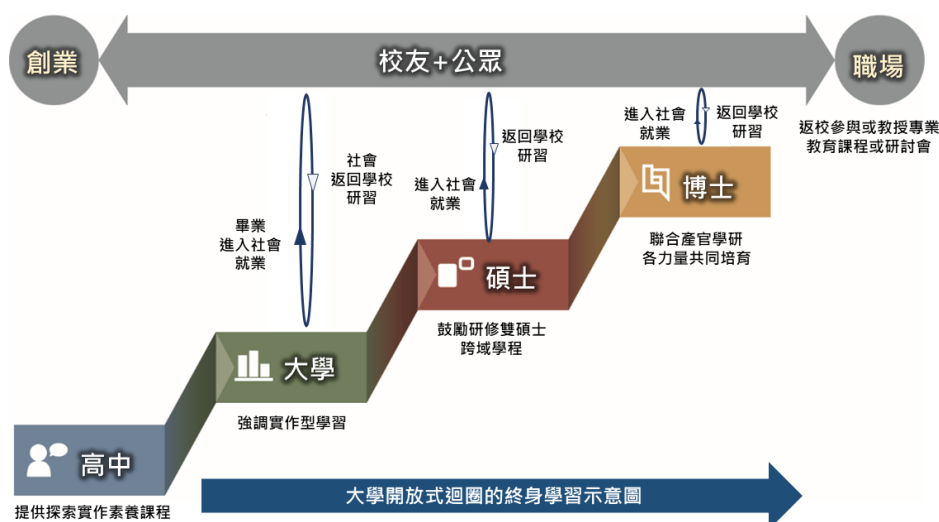 創業
校友+公眾
職場
返校參與或教授專業
教育課程或研討會
進入社會
就業
返回學校
研習
博士
聯合產官學研
各力量共同培育
返回學校
研習
進入社會
就業
碩士
鼓勵研修雙碩士
跨域學程
社會
返回學校
研習
畢業
進入社會
就業
大學
強調實作型學習
高中
提供探索實作素養課程
大學開放式迴圈的終身學習示意圖